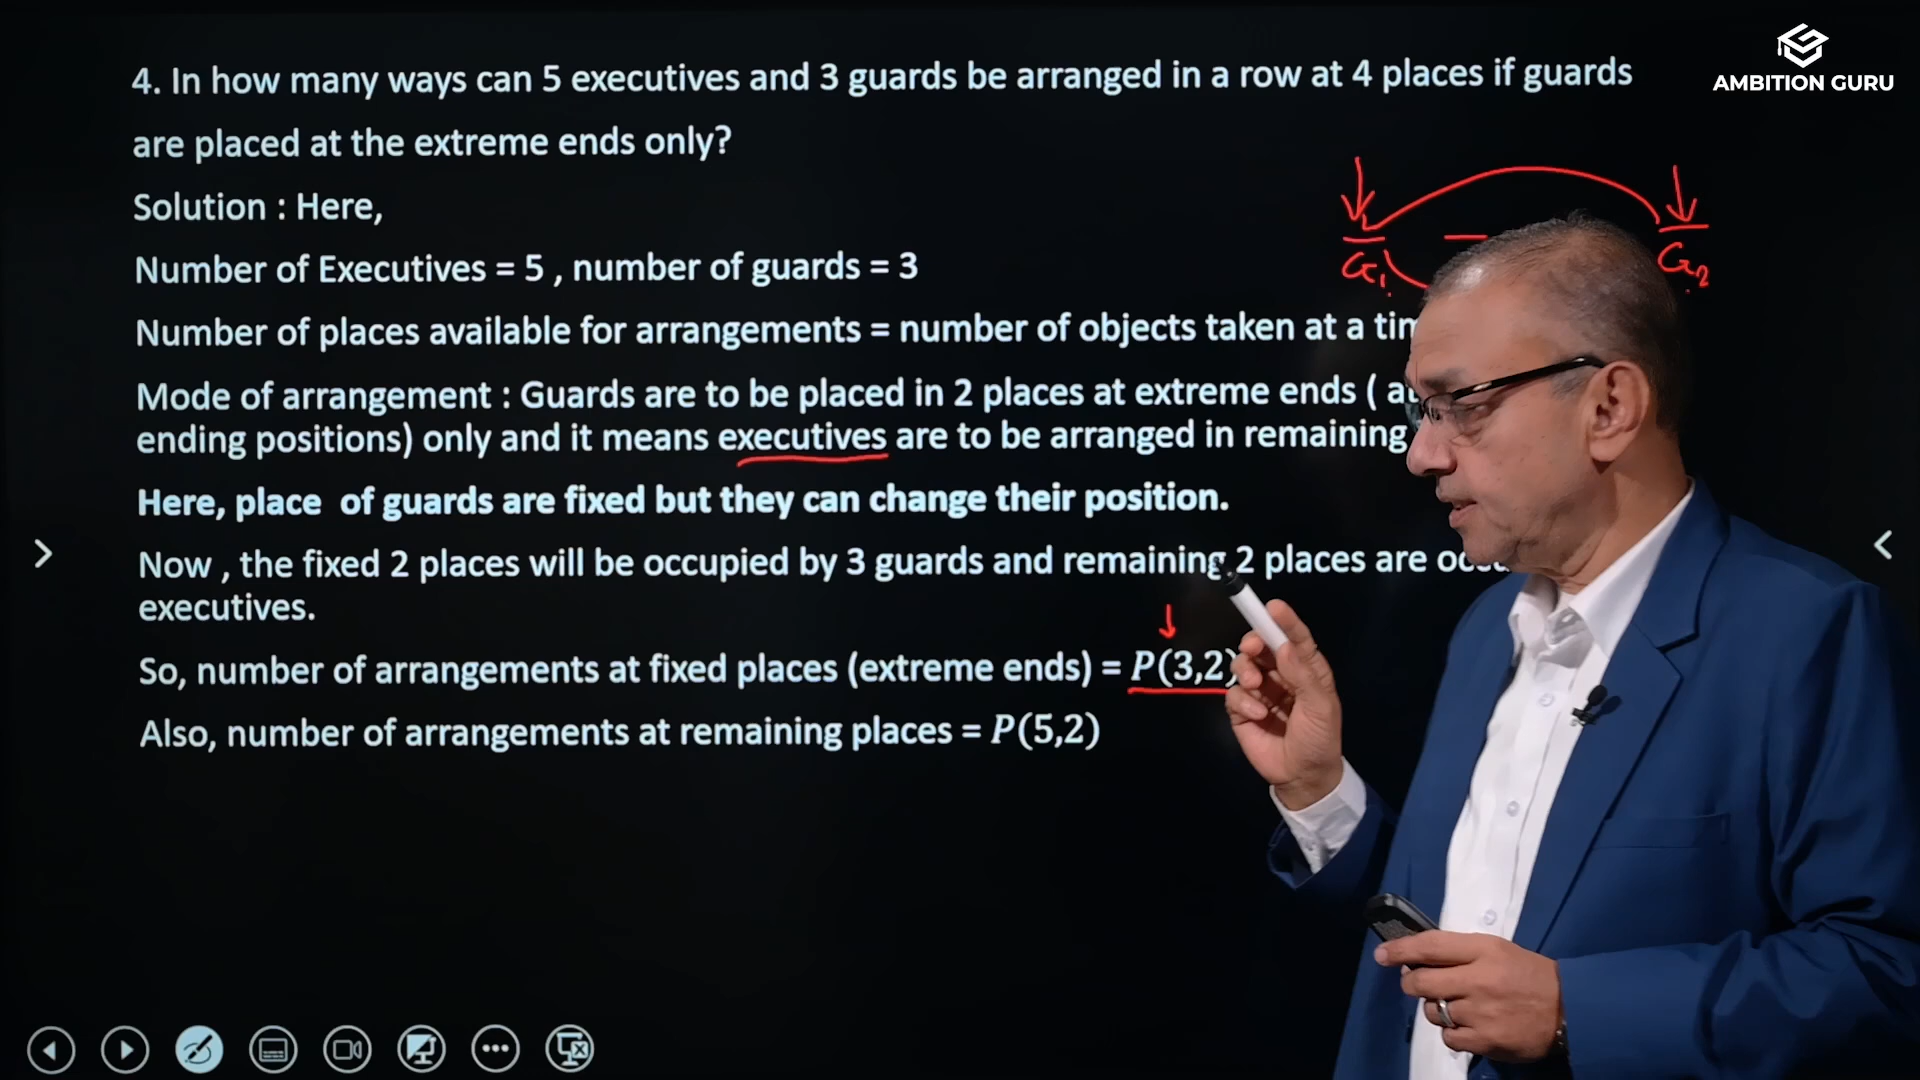 AMBITION GURU
4. In how many ways can 5 executives and 3 guards be arranged in a row at 4 places if guards
are placed at the extreme ends only?
Solution : Here,
Number of Executives = 5 , number of guards = 3
G₁ G₂
Number of places available for arrangements = number of objects taken at a
Mode of arrangement : Guards are to be placed in 2 places at extreme ends (
ending positions) only and it means executives are to be arranged in remaining
Here, place of guards are fixed but they can change their position.
Now , the fixed 2 places will be occupied by 3 guards and remaining 2 places are
executives.
So, number of arrangements at fixed places (extreme ends) = P(3,2)
Also, number of arrangements at remaining places = P(5,2)